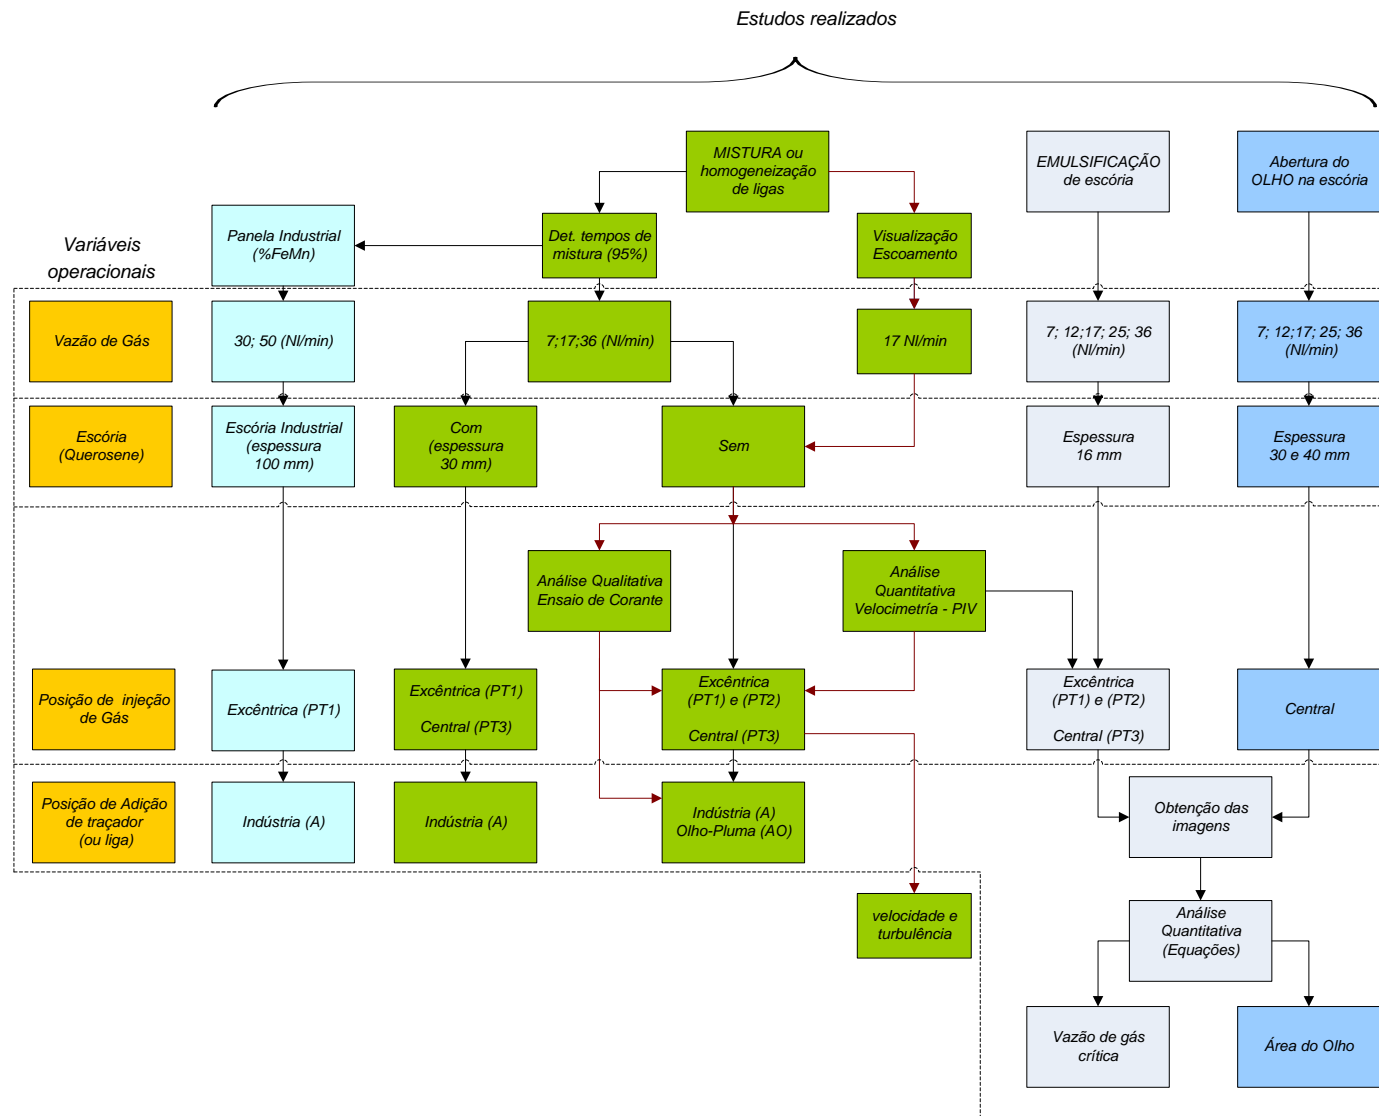 Estudos realizados
MISTURA ou
homogeneização
de ligas
EMULSIFICAÇÃO
de escória
Abertura do
OLHO na escória
Variáveis
operacionais
Panela Industrial
(%FeMn)
Det. tempos de
mistura (95%)
Visualização
Escoamento
Vazão de Gás
30; 50 (Nl/min)
7;17;36 (Nl/min)
17 Nl/min
7; 12;17; 25; 36
(Nl/min)
7; 12;17; 25; 36
(Nl/min)
Escória
(Querosene)
Escória Industrial
(espessura
100 mm)
Com
(espessura
30 mm)
Sem
Espessura
16 mm
Espessura
30 e 40 mm
Análise Qualitativa
Ensaio de Corante
Análise
Quantitativa
Velocimetría - PIV
Posição de injeção
de Gás
Excêntrica (PT1)
Excêntrica (PT1)
Central (PT3)
Excêntrica
(PT1) e (PT2)
Central (PT3)
Excêntrica
(PT1) e (PT2)
Central (PT3)
Central
Posição de Adição
de traçador
(ou liga)
Indústria (A)
Indústria (A)
Indústria (A)
Olho-Pluma (AO)
Obtenção das
imagens
velocidade e
turbulência
Análise
Quantitativa
(Equações)
Vazão de gás
crítica
Área do Olho